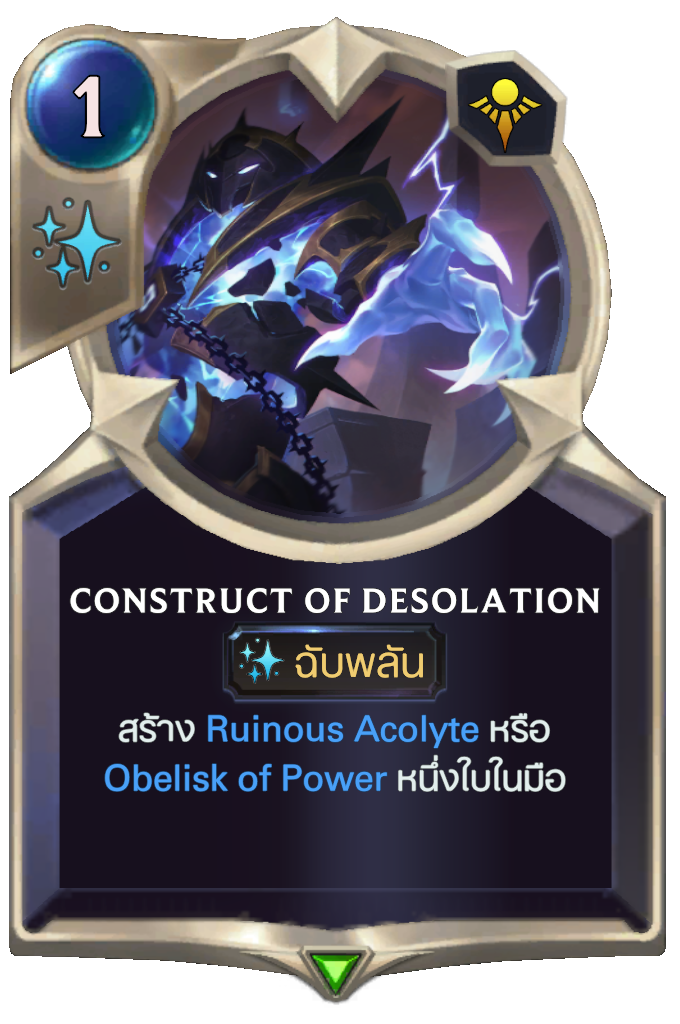 1
CONSTRUCT OF DESOLATION
ฉับพลัน
สร้าง Ruinous Acolyte หรือ
Obelisk of Power หนึ่งใบในมือ